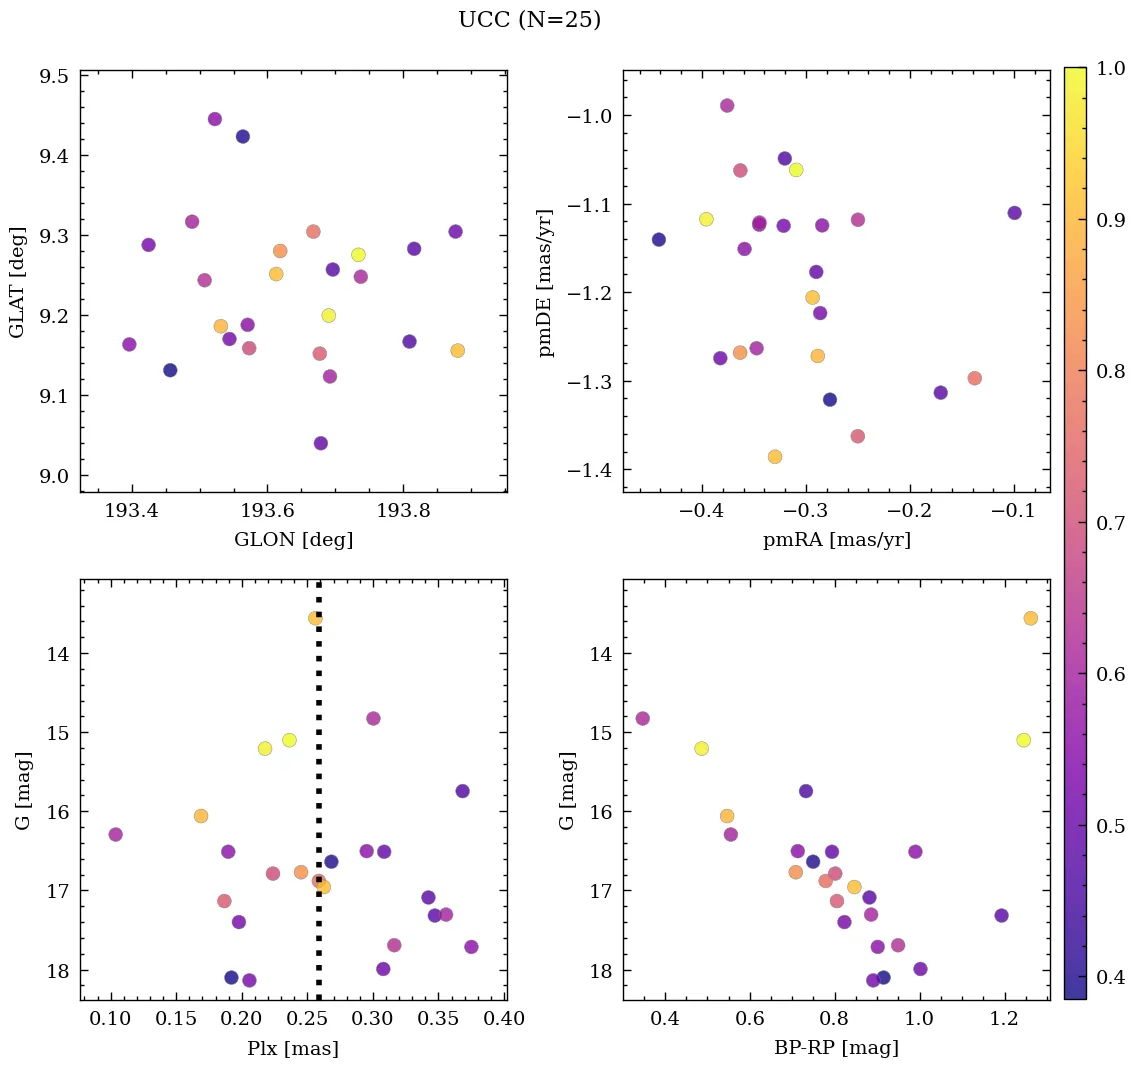 UCC (N=25)
9.5
9.4
9.3
9.2
9.1
9.0
GLAT [deg]
193.4 193.6 193.8
GLON [deg]
−1.0
−1.1
−1.2
−1.3
−1.4
pmDE [mas/yr]
−0.4 −0.3 −0.2 −0.1
pmRA [mas/yr]
14
15
16
17
18
G [mag]
0.10 0.15 0.20 0.25 0.30 0.35 0.40
Plx [mas]
14
15
16
17
18
G [mag]
0.4 0.6 0.8 1.0 1.2
BP-RP [mag]
1.0
0.9
0.8
0.7
0.6
0.5
0.4